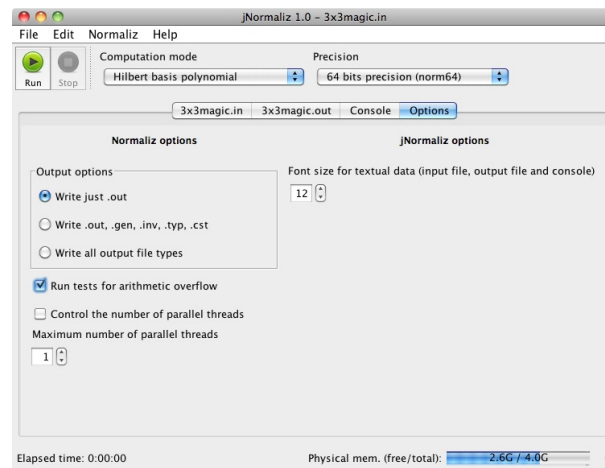 jNormaliz 1.0 – 3x3magic.in
File Edit Normaliz Help
Computation mode Precision
Run Stop Hilbert basis polynomial 64 bits precision (norm64)
3x3magic.in 3x3magic.out Console Options
Normaliz options jNormaliz options
Output options Font size for textual data (input file, output file and console)
Write just .out 12
Write .out, .gen, .inv, .typ, .cst
Write all output file types
Run tests for arithmetic overflow
Control the number of parallel threads
Maximum number of parallel threads
1
Elapsed time: 0:00:00 Physical mem. (free/total): 2.6G / 4.0G